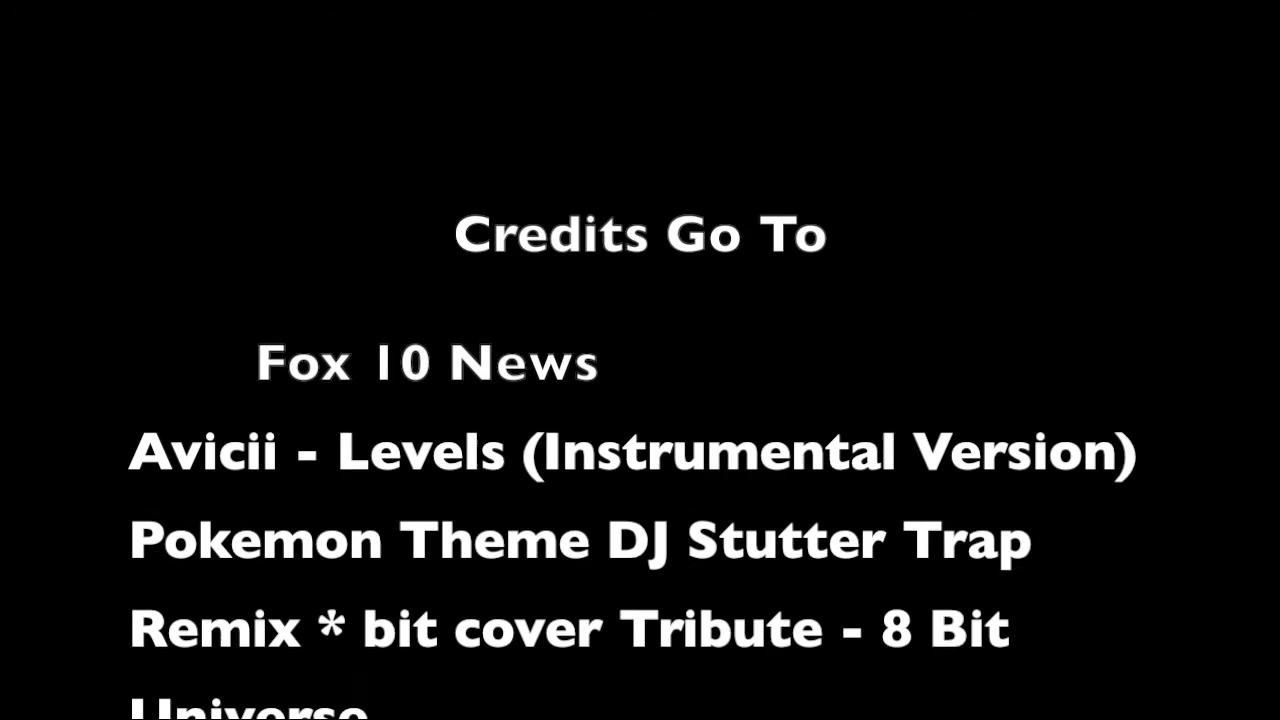 Credits Go To
Fox 10 News
Avicii - Levels (Instrumental Version)
Pokemon Theme DJ Stutter Trap
Remix * bit cover Tribute - 8 Bit
Universe